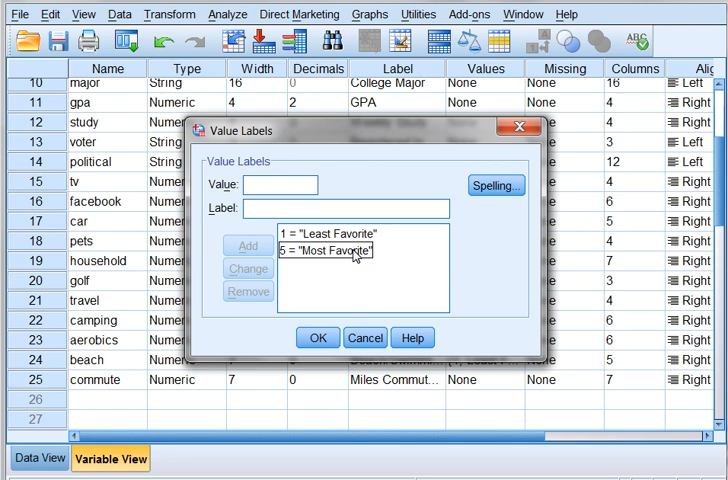 File Edit View Data Transform Analyze Direct Marketing Graphs Utilities Add-ons Window Help
Name Type Width Decimals Label Values Missing Columns Alig
10 major String 16 0 College Major None None 16 Left
11 gpa Numeric 4 2 GPA None None 4 Right
12 study Numer 4 Right
13 voter String 3 Left
14 political String 12 Left
15 tv Numer 4 Right
16 facebook Numer 6 Right
17 car Numer 5 Right
18 pets Numer 4 Right
19 household Numer 7 Right
20 golf Numer 3 Right
21 travel Numer 4 Right
22 camping Numer 6 Right
23 aerobics Numer 6 Right
24 beach Numeric 5 Right
25 commute Numeric 7 0 Miles Commut... None None 7 Right
26
27
Value Labels
Value Labels
Value:
Spelling...
Label:
Add
Change
Remove
1 = "Least Favorite"
5 = "Most Favorite"
OK Cancel Help
Data View Variable View
ABC